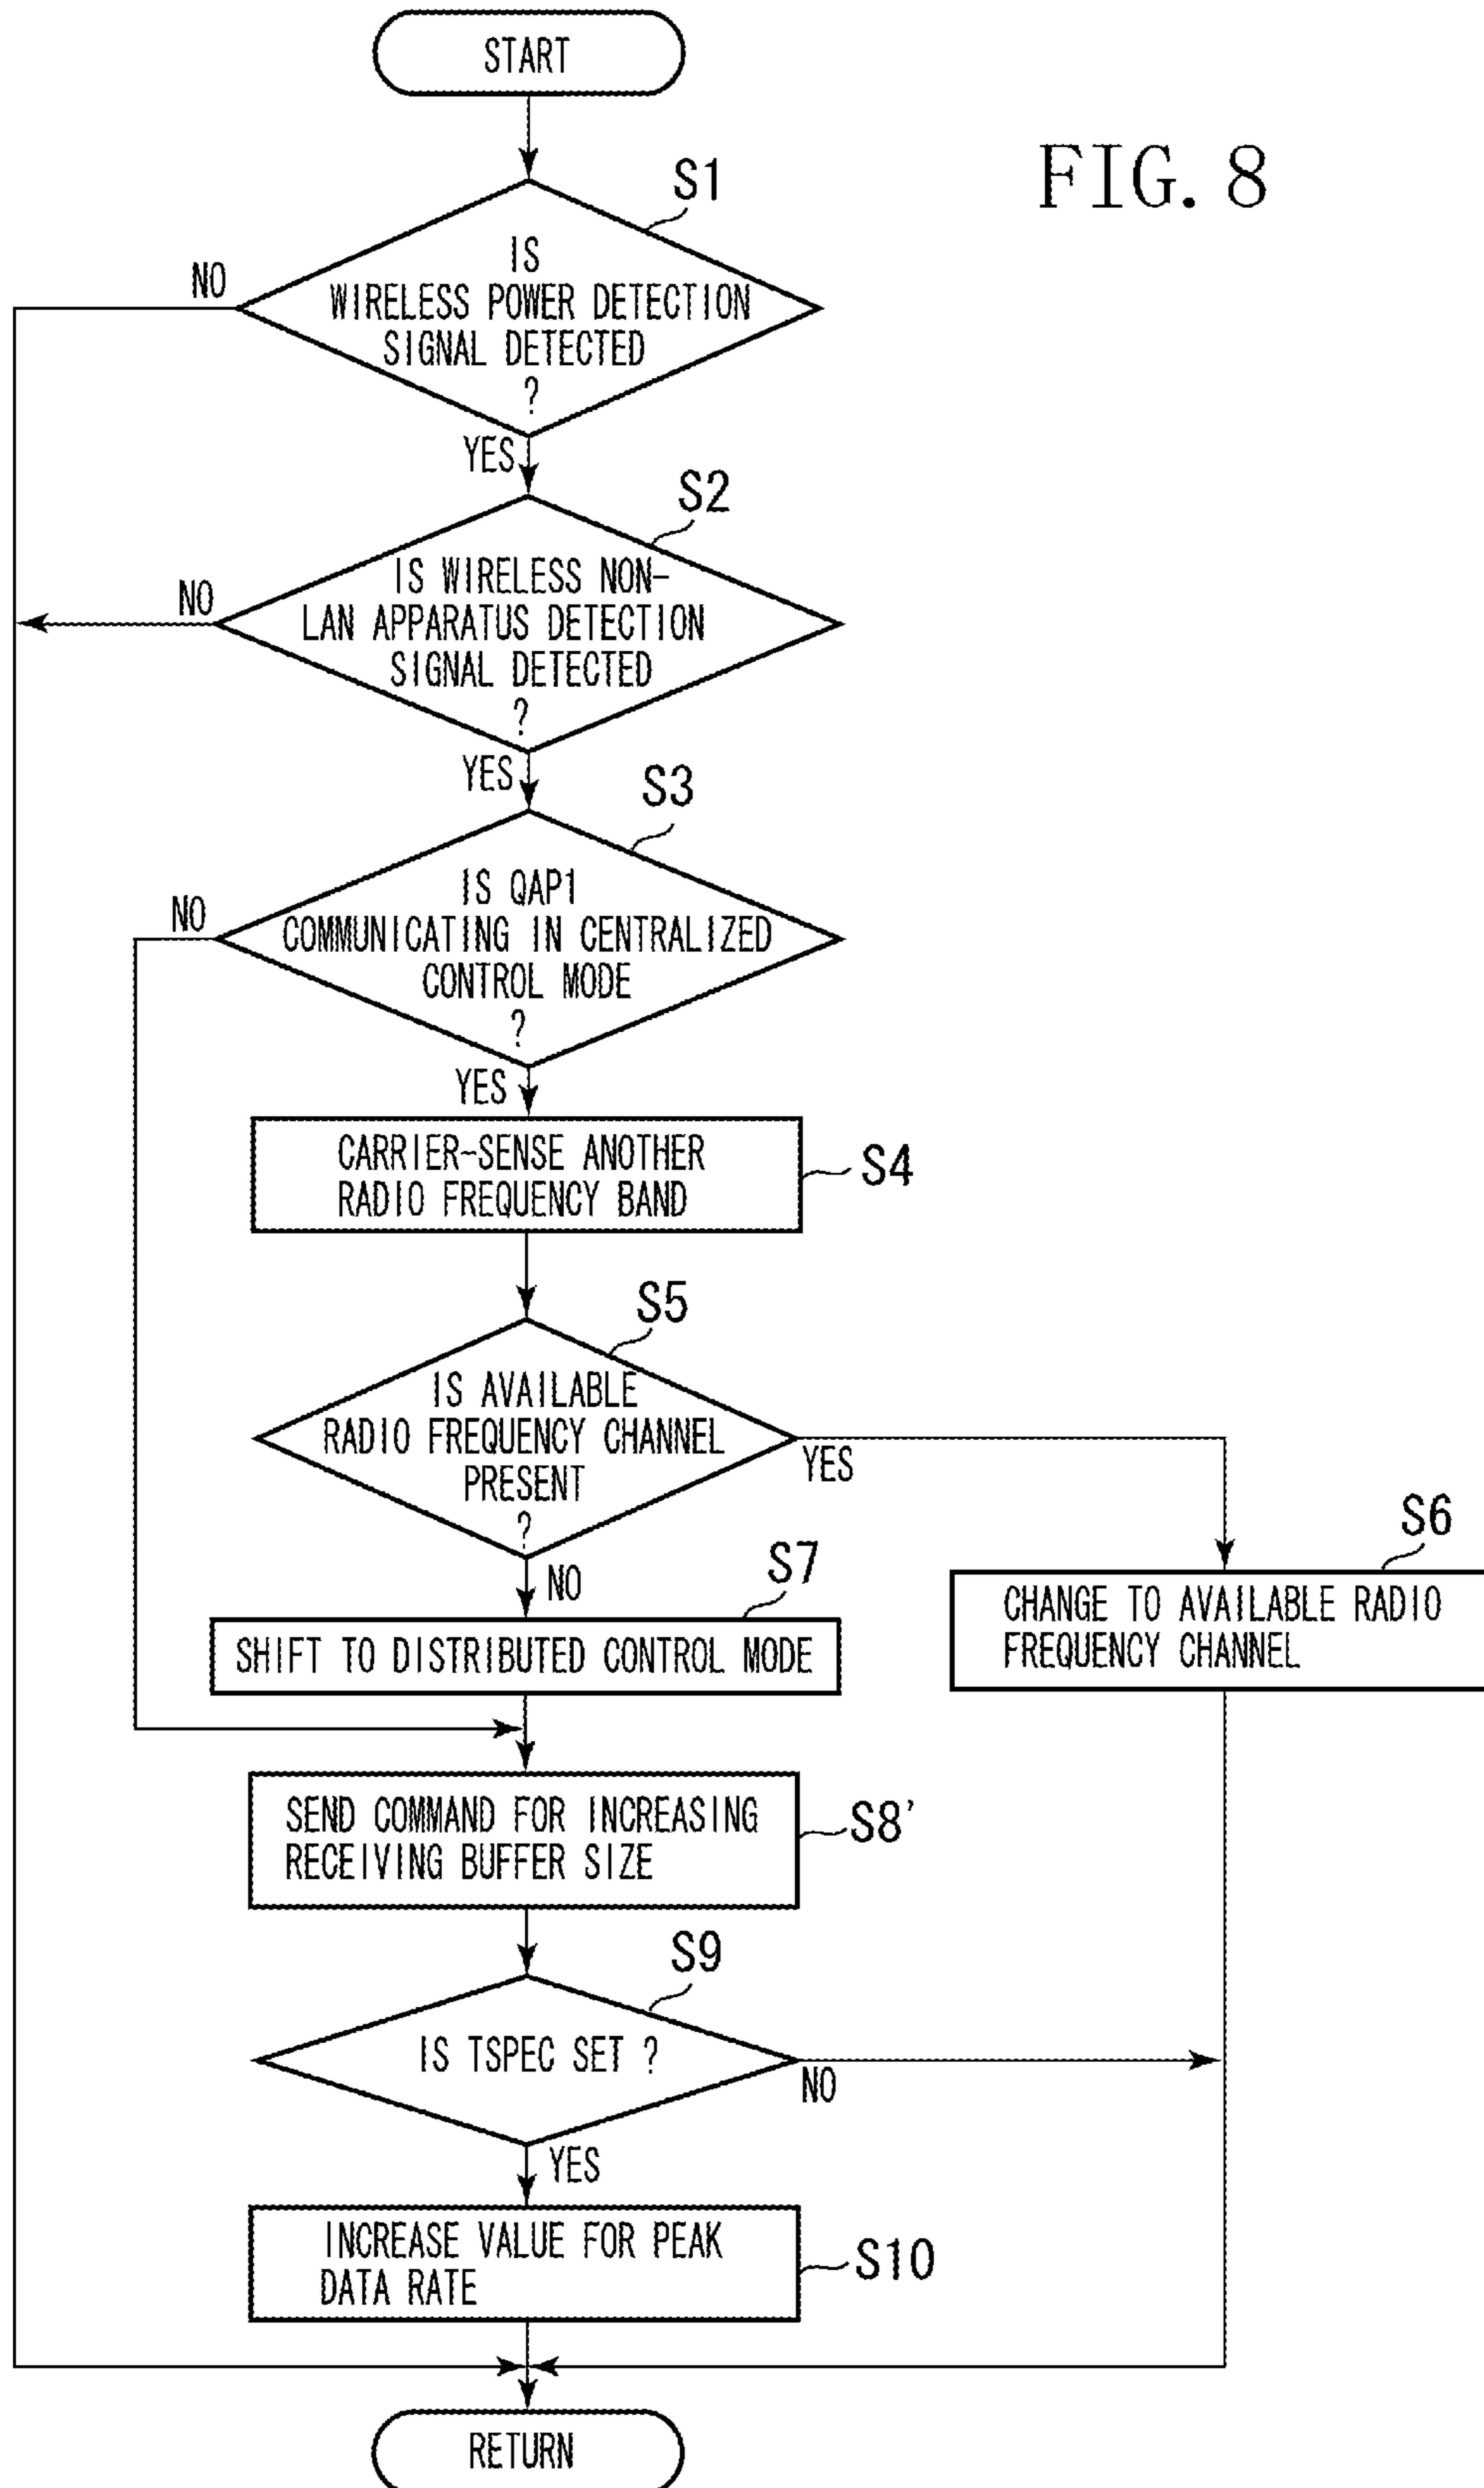 START
FIG. 8
S1
IS
WIRELESS POWER DETECTION
SIGNAL DETECTED
?
NO
YES
S2
IS WIRELESS NON-
LAN APPARATUS DETECTION
SIGNAL DETECTED
?
NO
YES
S3
IS QAP1
COMMUNICATING IN CENTRALIZED
CONTROL MODE
?
NO
YES
CARRIER-SENSE ANOTHER
RADIO FREQUENCY BAND
S4
S5
IS AVAILABLE
RADIO FREQUENCY CHANNEL
PRESENT
?
YES
NO
S6
CHANGE TO AVAILABLE RADIO
FREQUENCY CHANNEL
S7
SHIFT TO DISTRIBUTED CONTROL MODE
SEND COMMAND FOR INCREASING
RECEIVING BUFFER SIZE
S8'
S9
IS TSPEC SET ?
NO
YES
INCREASE VALUE FOR PEAK
DATA RATE
S10
RETURN